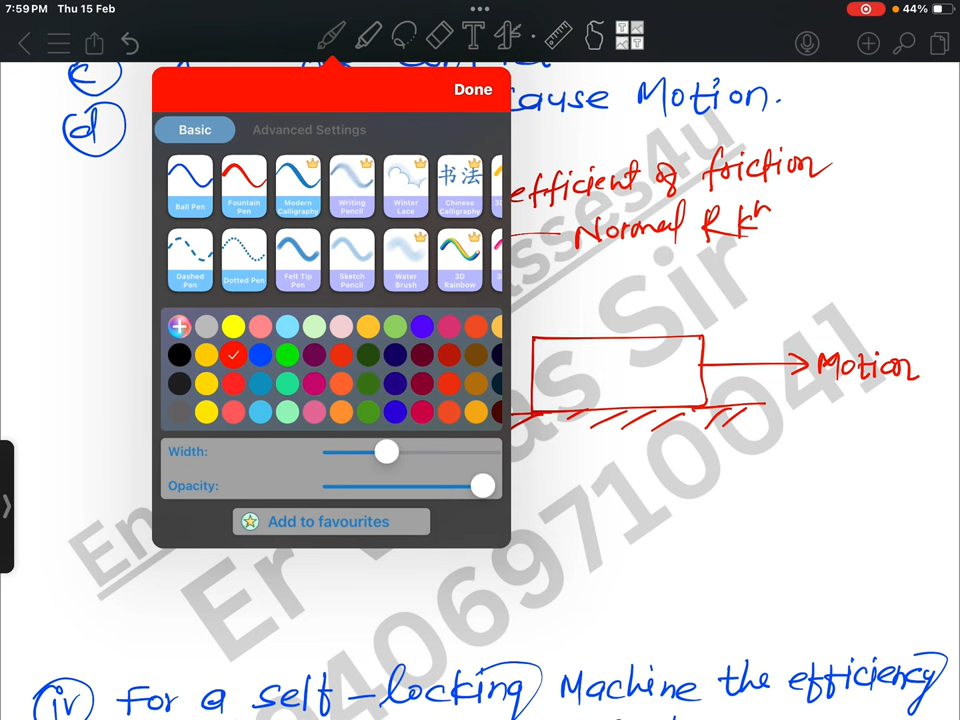 7:59 PM Thu 15 Feb
44%
(c)
(d) cause Motion.
Done
Basic Advanced Settings
efficient of friction
Normal Rkⁿ
Ball Pen Fountain Pen Modern Calligraphy Writing Pencil Winter Lace Chinese Calligraphy
书法
Dashed Pen Dotted Pen Felt Tip Pen Sketch Pencil Water Brush 3D Rainbow
Motion
Width:
Opacity:
Add to favourites
9406971004
(iv) For a self-locking Machine the efficiency